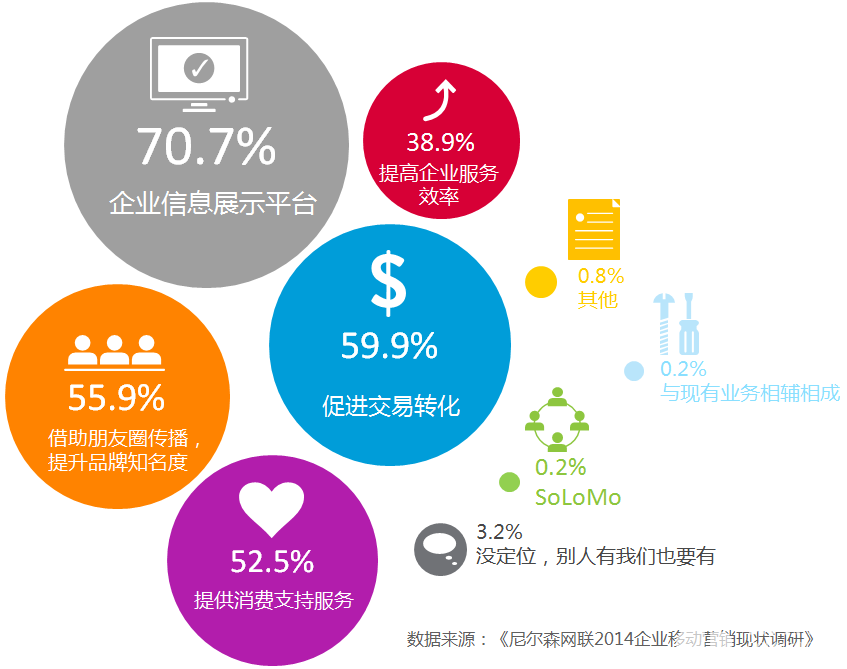 70.7%
企业信息展示平台
38.9%
提高企业服务
效率
59.9%
促进交易转化
0.8%
其他
0.2%
与现有业务相辅相成
55.9%
借助朋友圈传播，
提升品牌知名度
0.2%
SoLoMo
52.5%
提供消费支持服务
3.2%
没定位，别人有我们也要有
数据来源：《尼尔森网联2014企业移动营销现状调研》